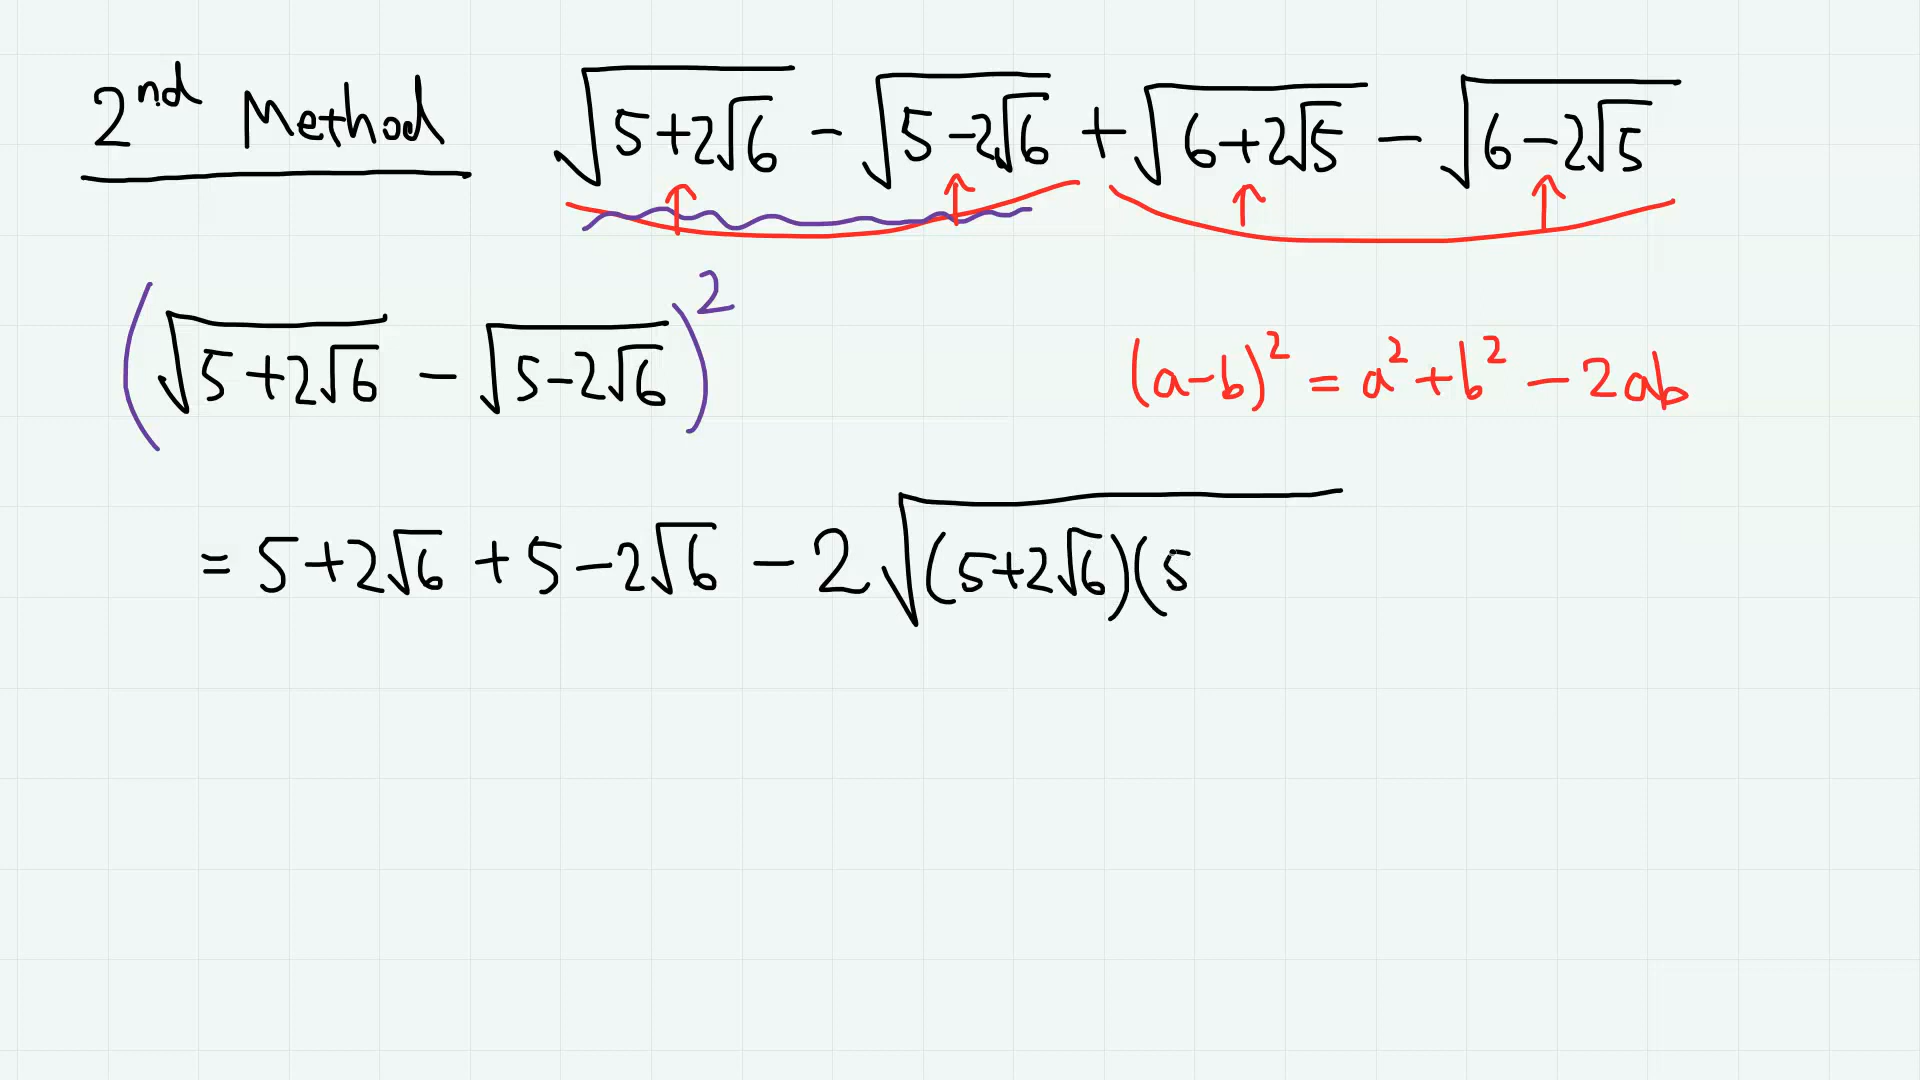 2nd Method √(5+2√6) − √(5−2√6) + √(6+2√5) − √(6−2√5)
(√(5+2√6) − √(5−2√6))² (a−b)² = a²+b² −2ab
= 5+2√6 +5−2√6 − 2√((5+2√6)(5